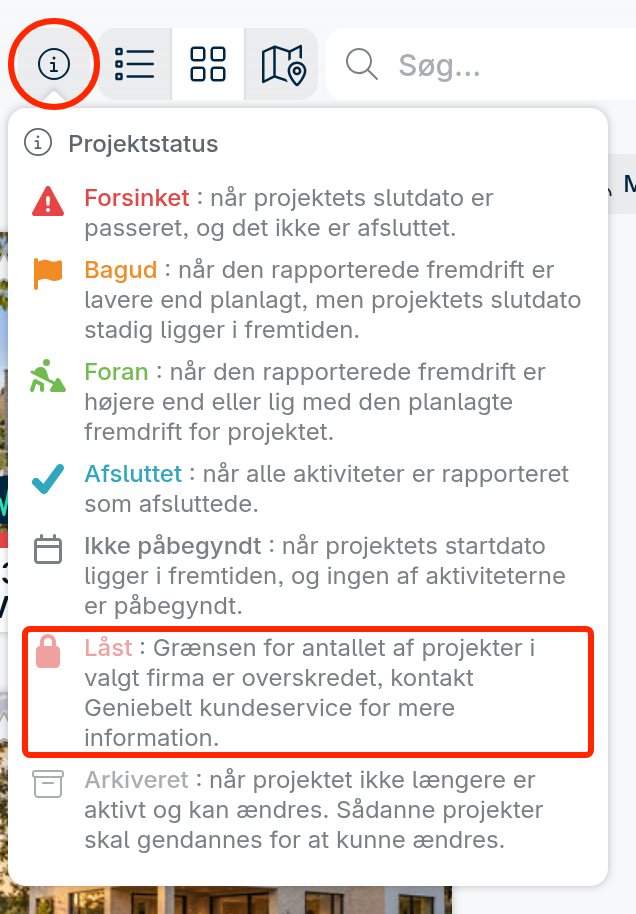 Søg...
Projektstatus
Forsinket : når projektets slutdato er
passeret, og det ikke er afsluttet.
Bagud : når den rapporterede fremdrift er
lavere end planlagt, men projektets slutdato
stadig ligger i fremtiden.
Foran : når den rapporterede fremdrift er
højere end eller lig med den planlagte
fremdrift for projektet.
Afsluttet : når alle aktiviteter er rapporteret
som afsluttede.
Ikke påbegyndt : når projektets startdato
ligger i fremtiden, og ingen af aktiviteterne
er påbegyndt.
Låst : Grænsen for antallet af projekter i
valgt firma er overskredet, kontakt
Geniebelt kundeservice for mere
information.
Arkiveret : når projektet ikke længere er
aktivt og kan ændres. Sådanne projekter
skal gendannes for at kunne ændres.